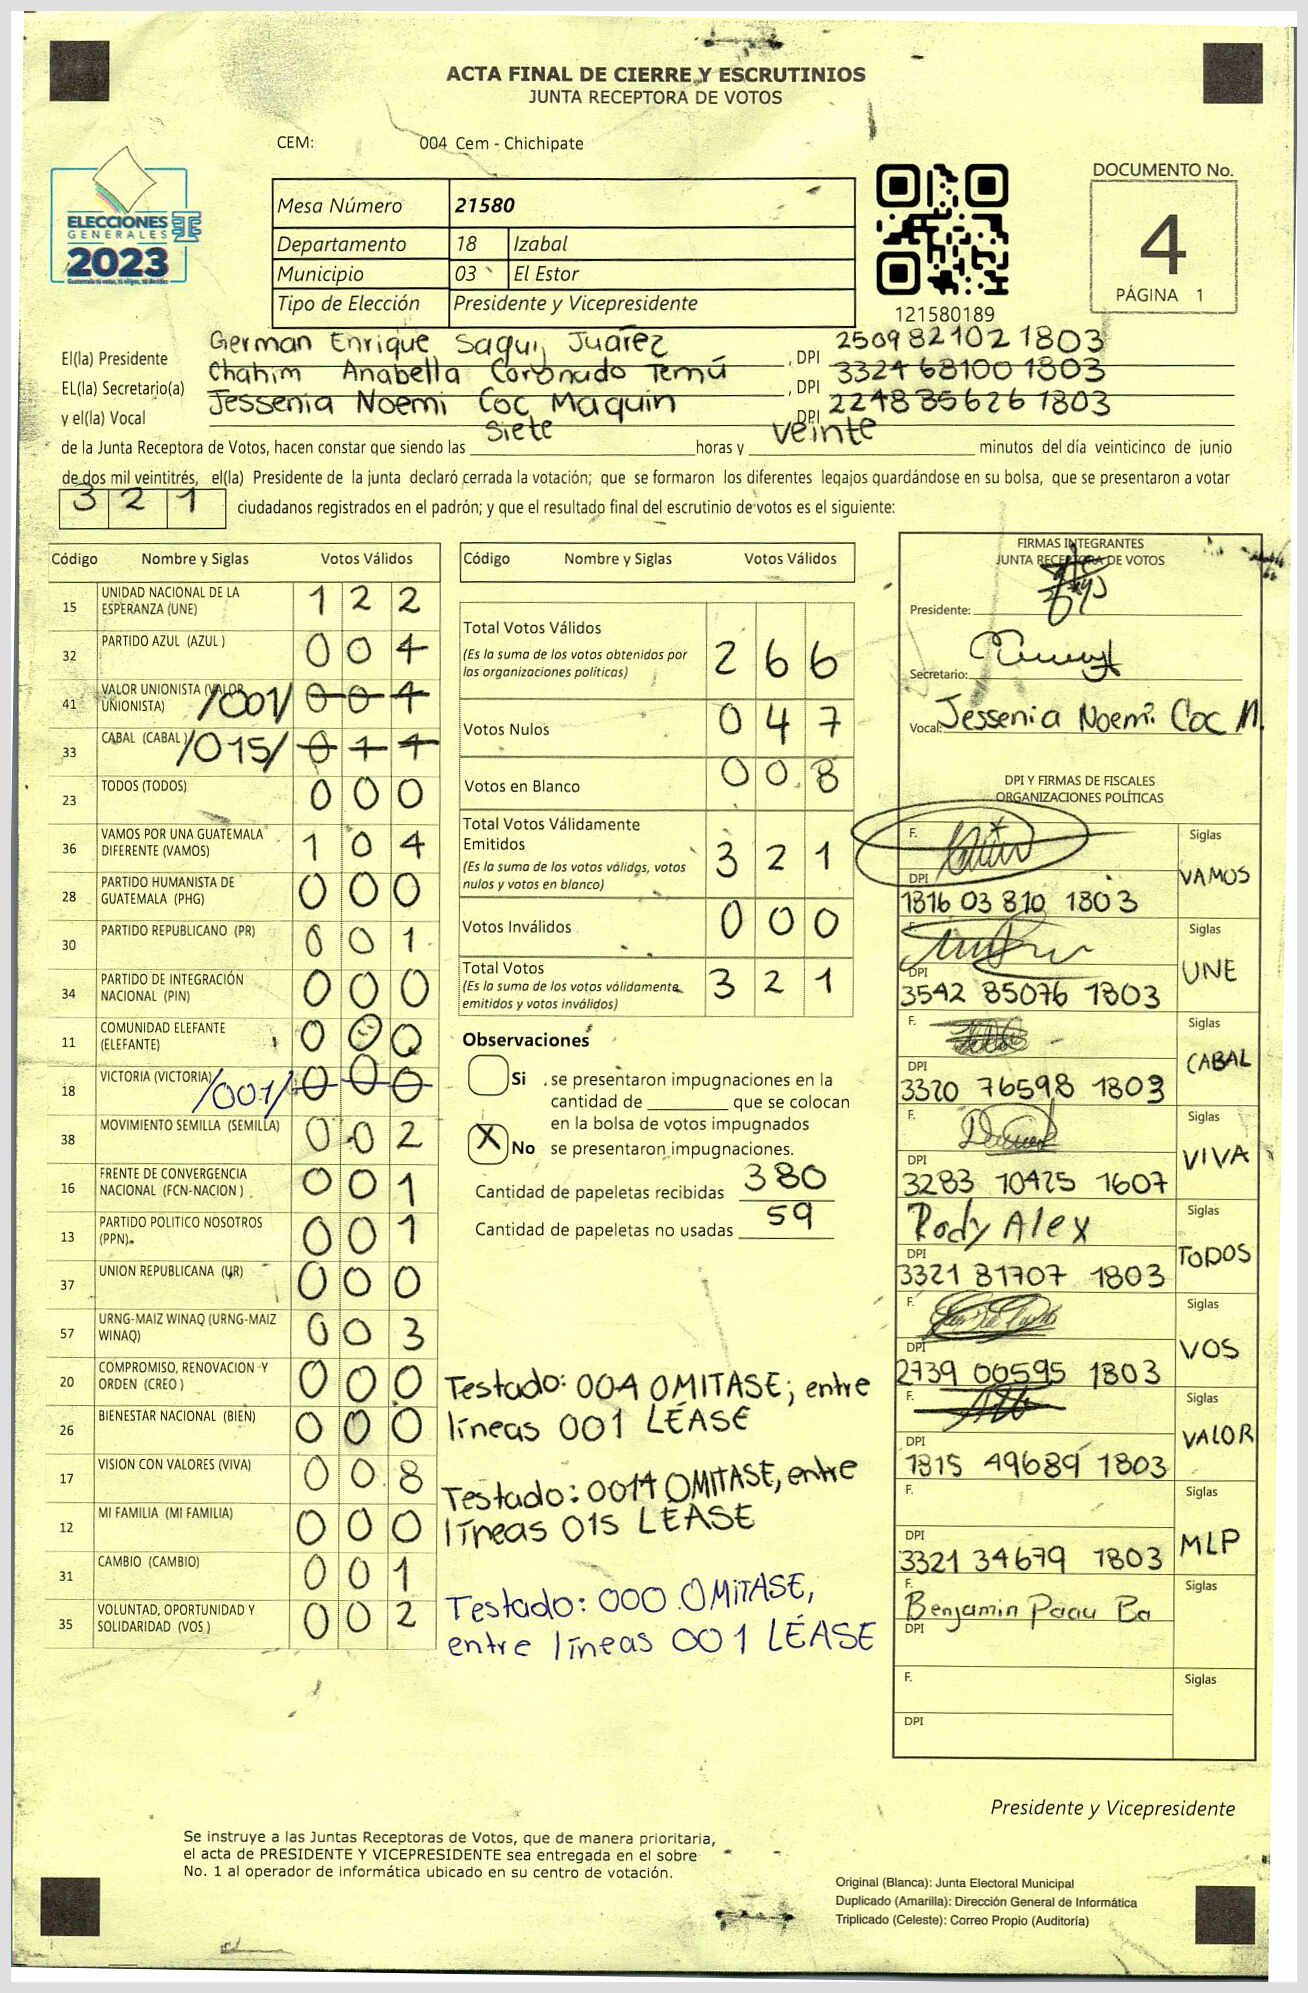 ACTA FINAL DE CIERRE Y ESCRUTINIOS
JUNTA RECEPTORA DE VOTOS
CEM: 004 Cem - Chichipate
ELECCIONES
GENERALES
2023
Mesa Número 21580
Departamento 18 Izabal
Municipio 03 El Estor
Tipo de Elección Presidente y Vicepresidente
121580189
DOCUMENTO No.
4
PÁGINA 1
El(la) Presidente German Enrique Saquij Juárez, DPI 2509 82102 1803
EL(la) Secretario(a) Chahim Anabella Coronado Temú, DPI 3324 68100 1803
y el(la) Vocal Jessenia Noemi Coc Maquin DPI 2248 35626 1803
de la Junta Receptora de Votos, hacen constar que siendo las siete horas y veinte minutos del día veinticinco de junio
de dos mil veintitrés, el(la) Presidente de la junta declaró cerrada la votación; que se formaron los diferentes legajos guardándose en su bolsa, que se presentaron a votar
321 ciudadanos registrados en el padrón; y que el resultado final del escrutinio de votos es el siguiente:
Código Nombre y Siglas Votos Válidos
15 UNIDAD NACIONAL DE LA ESPERANZA (UNE) 1 2 2
32 PARTIDO AZUL (AZUL ) 0 0 4
41 VALOR UNIONISTA (VALOR UNIONISTA) /001/ 0 0 4
33 CABAL (CABAL ) /015/ 0 1 4
23 TODOS (TODOS) 0 0 0
36 VAMOS POR UNA GUATEMALA DIFERENTE (VAMOS) 1 0 4
28 PARTIDO HUMANISTA DE GUATEMALA (PHG) 0 0 0
30 PARTIDO REPUBLICANO (PR) 0 0 1
34 PARTIDO DE INTEGRACIÓN NACIONAL (PIN) 0 0 0
11 COMUNIDAD ELEFANTE (ELEFANTE) 0 0 0
18 VICTORIA (VICTORIA) /001/ 0 0 0
38 MOVIMIENTO SEMILLA (SEMILLA) 0 0 2
16 FRENTE DE CONVERGENCIA NACIONAL (FCN-NACION ) 0 0 1
13 PARTIDO POLITICO NOSOTROS (PPN) 0 0 1
37 UNION REPUBLICANA (UR) 0 0 0
57 URNG-MAIZ WINAQ (URNG-MAIZ WINAQ) 0 0 3
20 COMPROMISO, RENOVACION Y ORDEN (CREO ) 0 0 0
26 BIENESTAR NACIONAL (BIEN) 0 0 0
17 VISION CON VALORES (VIVA) 0 0 8
12 MI FAMILIA (MI FAMILIA) 0 0 0
31 CAMBIO (CAMBIO) 0 0 1
35 VOLUNTAD, OPORTUNIDAD Y SOLIDARIDAD (VOS ) 0 0 2
Código Nombre y Siglas Votos Válidos
Total Votos Válidos 2 6 6
(Es la suma de los votos obtenidos por
las organizaciones políticas)
Votos Nulos 0 4 7
Votos en Blanco 0 0 8
Total Votos Válidamente
Emitidos 3 2 1
(Es la suma de los votos válidos, votos
nulos y votos en blanco)
Votos Inválidos 0 0 0
Total Votos 3 2 1
(Es la suma de los votos válidamente
emitidos y votos inválidos)
Observaciones
Si se presentaron impugnaciones en la
cantidad de ________ que se colocan
en la bolsa de votos impugnados
X No se presentaron impugnaciones.
Cantidad de papeletas recibidas 380
Cantidad de papeletas no usadas 59
Testado: 004 OMITASE; entre
líneas 001 LÉASE
Testado: 0014 OMITASE, entre
líneas 015 LEASE
Testado: 000 OMITASE,
entre líneas 001 LÉASE
FIRMAS INTEGRANTES
JUNTA RECEPTORA DE VOTOS
Presidente:
Secretario:
Vocal: Jessenia Noemi Coc M.
DPI Y FIRMAS DE FISCALES
ORGANIZACIONES POLÍTICAS
F. Siglas VAMOS
DPI 1816 03 810 1803
F. Siglas UNE
DPI 3542 85076 1803
F. Siglas CABAL
DPI 3320 76598 1803
F. Siglas VIVA
DPI 3283 10425 1607
Rody Alex Siglas TODOS
DPI 3321 81707 1803
F. Siglas VOS
DPI 2739 00595 1803
F. Siglas VALOR
DPI 1815 49689 1803
F. Siglas MLP
DPI 3321 34679 1803
F. Benjamin Paau Ba Siglas
DPI
F. Siglas
DPI
Presidente y Vicepresidente
Se instruye a las Juntas Receptoras de Votos, que de manera prioritaria,
el acta de PRESIDENTE Y VICEPRESIDENTE sea entregada en el sobre
No. 1 al operador de informática ubicado en su centro de votación.
Original (Blanca): Junta Electoral Municipal
Duplicado (Amarilla): Dirección General de Informática
Triplicado (Celeste): Correo Propio (Auditoría)